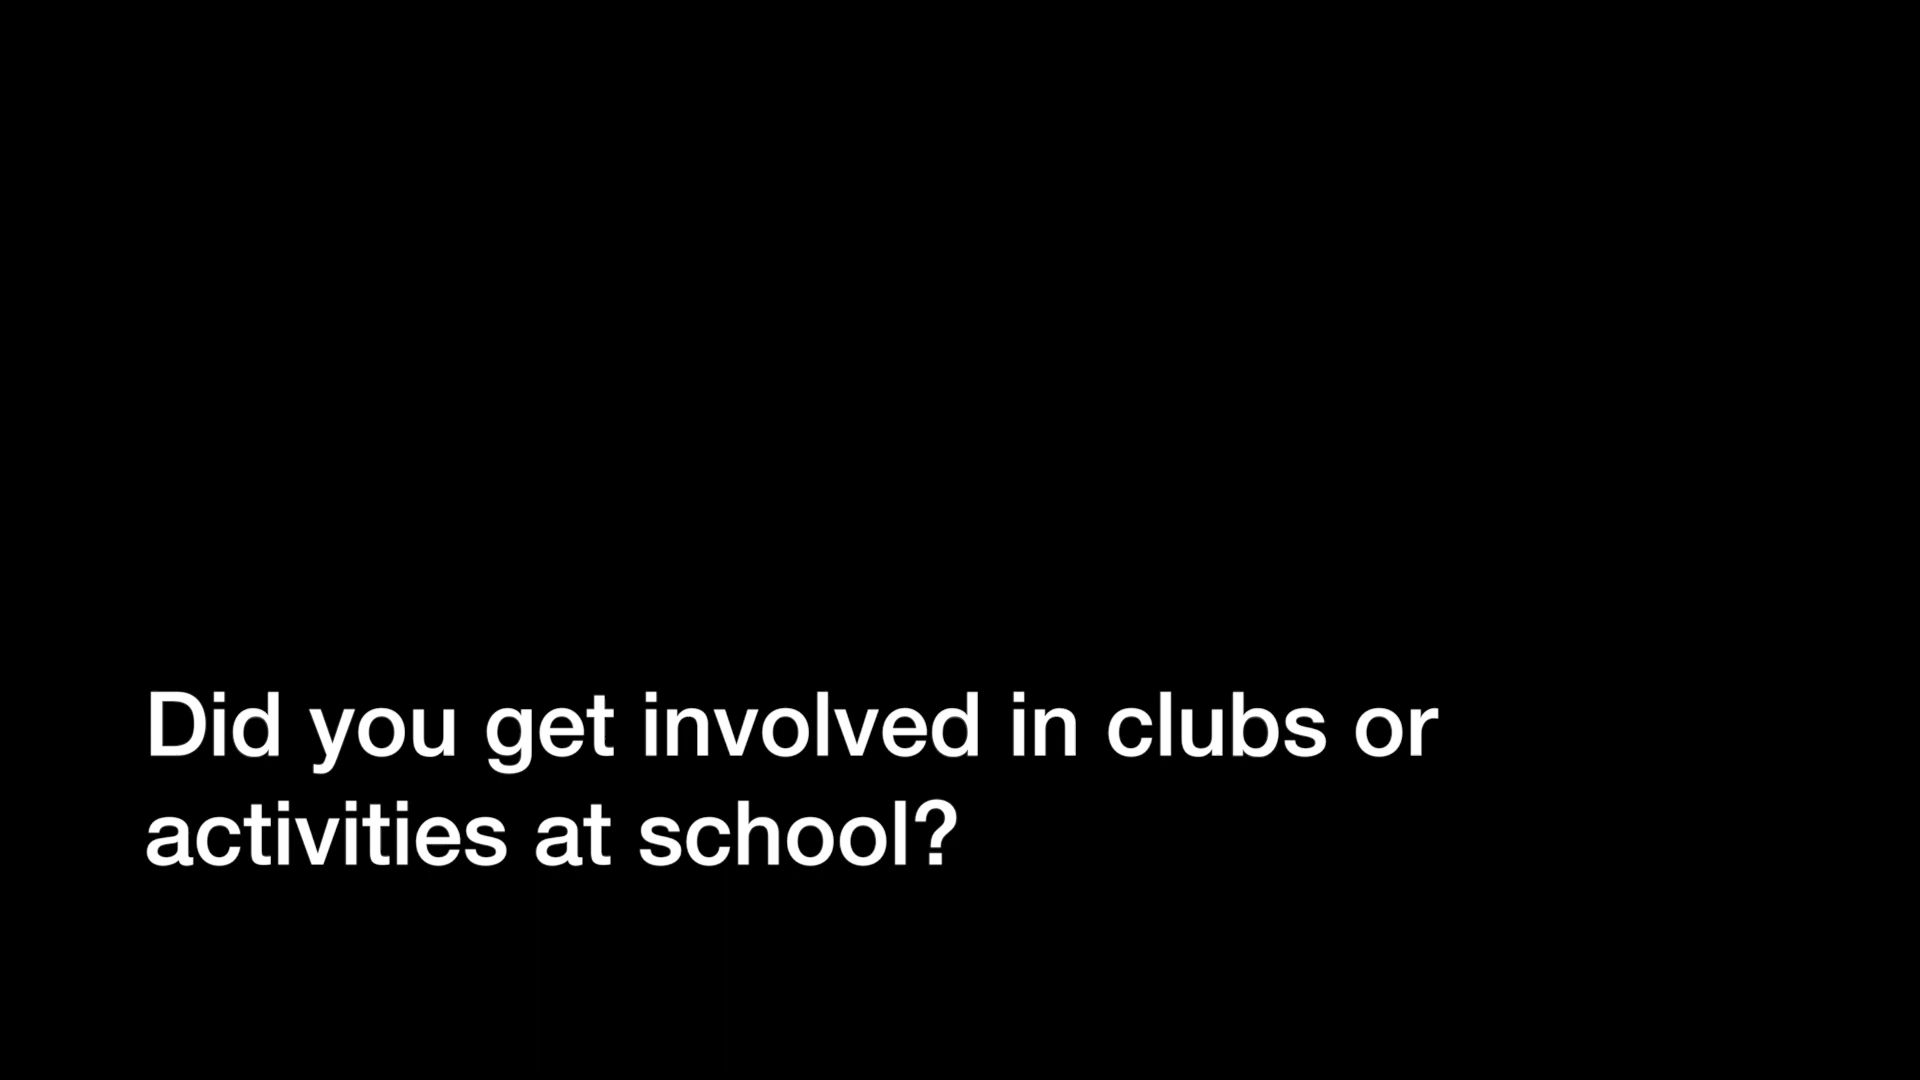 Did you get involved in clubs or
activities at school?